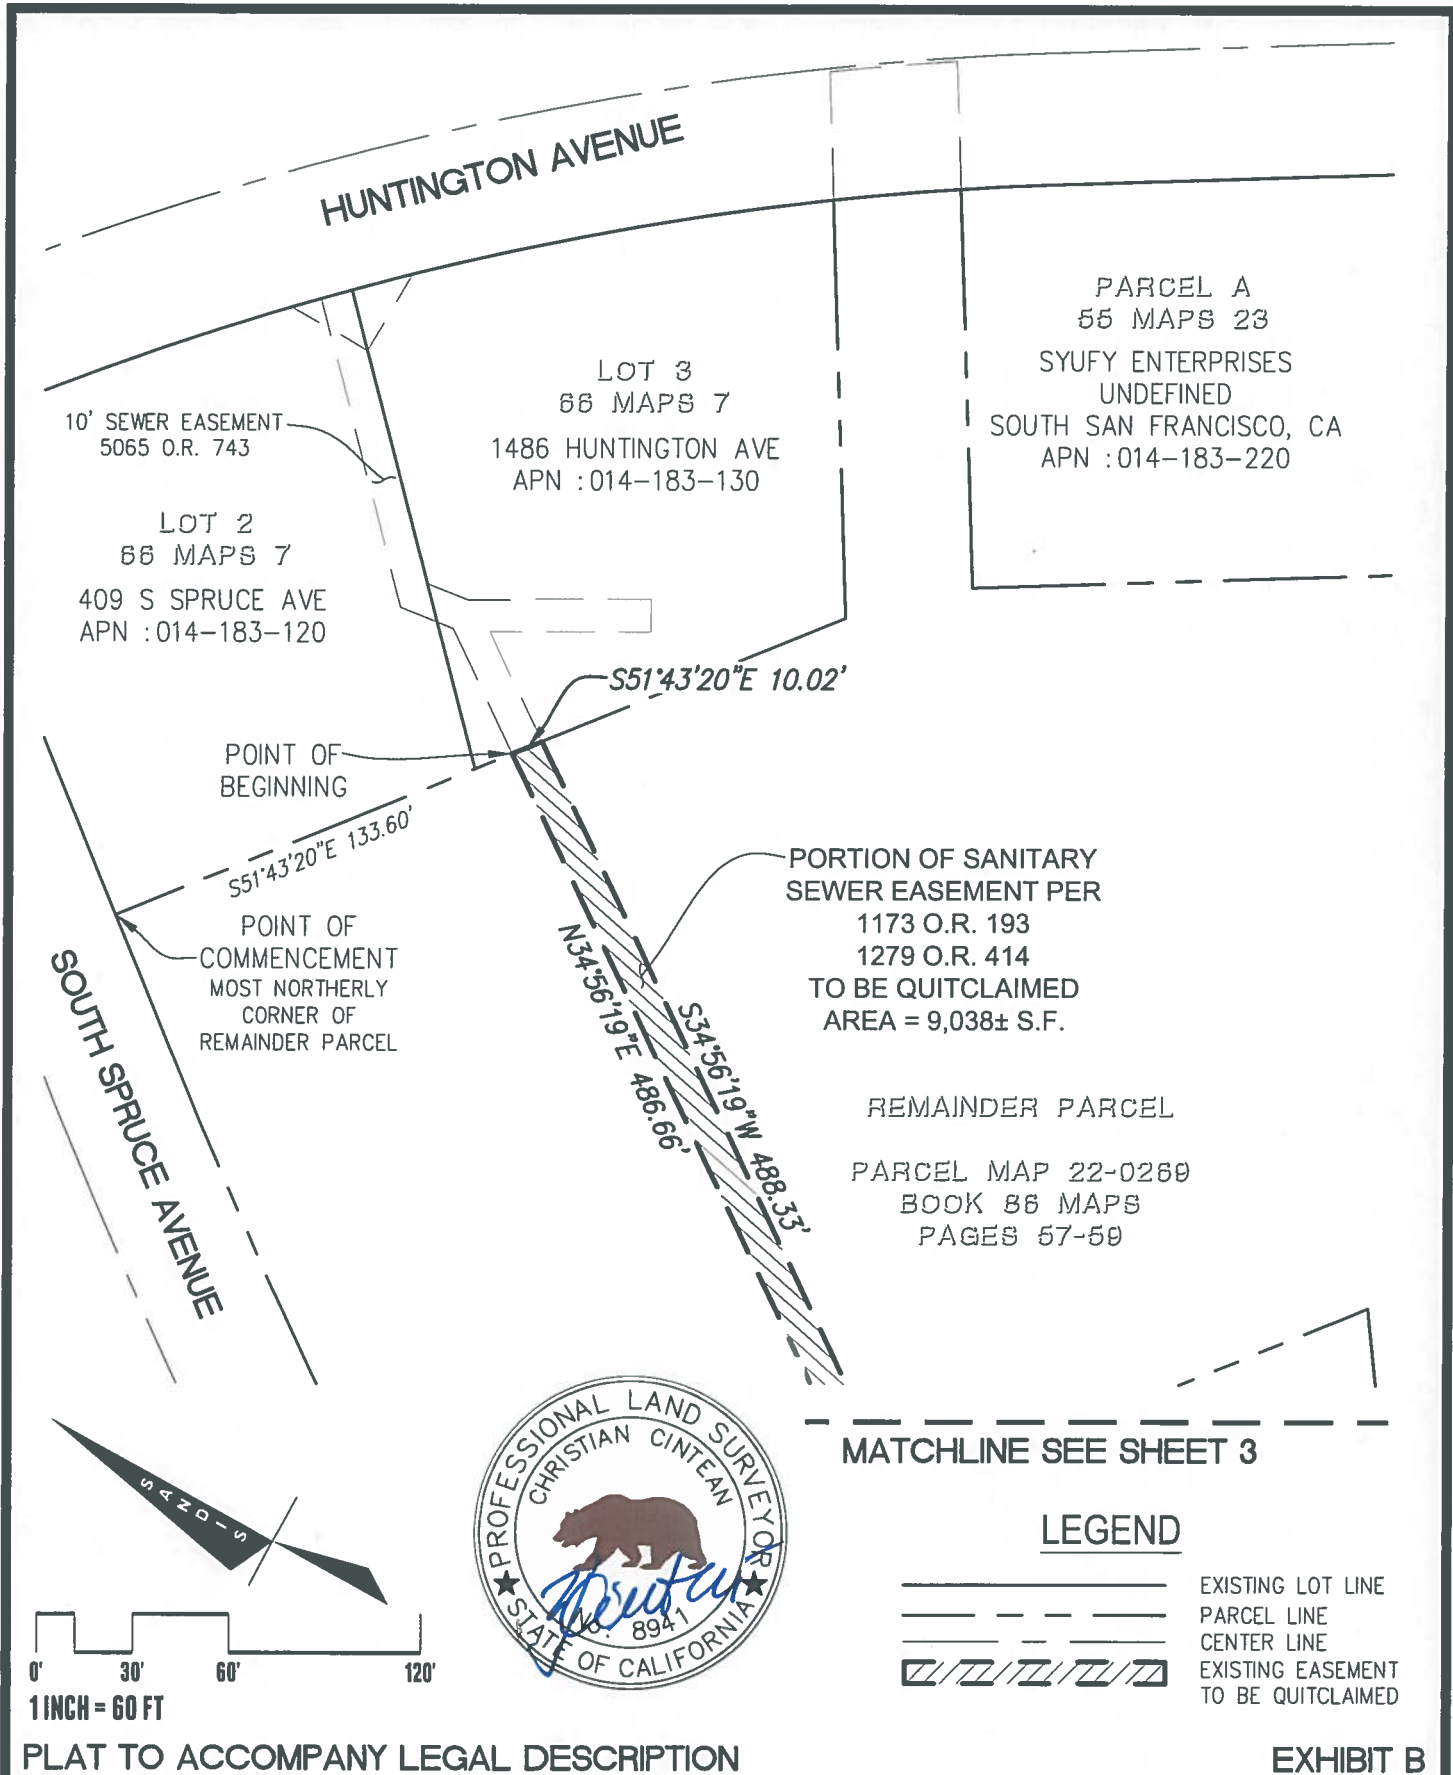 HUNTINGTON AVENUE
PARCEL A
55 MAPS 23
SYUFY ENTERPRISES
UNDEFINED
SOUTH SAN FRANCISCO, CA
APN :014-183-220
LOT 3
66 MAPS 7
1486 HUNTINGTON AVE
APN :014-183-130
10' SEWER EASEMENT
5065 O.R. 743
LOT 2
66 MAPS 7
409 S SPRUCE AVE
APN :014-183-120
S51°43'20"E 10.02'
POINT OF
BEGINNING
S51°43'20"E 133.60'
POINT OF
COMMENCEMENT
MOST NORTHERLY
CORNER OF
REMAINDER PARCEL
SOUTH SPRUCE AVENUE
PORTION OF SANITARY
SEWER EASEMENT PER
1173 O.R. 193
1279 O.R. 414
TO BE QUITCLAIMED
AREA = 9,038± S.F.
N34°56'19"E 486.66'
S34°56'19"W 488.33'
REMAINDER PARCEL
PARCEL MAP 22-0269
BOOK 86 MAPS
PAGES 57-59
MATCHLINE SEE SHEET 3
SANDIS
PROFESSIONAL LAND SURVEYOR
CHRISTIAN CINTEAN
No. 8941
STATE OF CALIFORNIA
LEGEND
EXISTING LOT LINE
PARCEL LINE
CENTER LINE
EXISTING EASEMENT
TO BE QUITCLAIMED
0' 30' 60' 120'
1 INCH = 60 FT
PLAT TO ACCOMPANY LEGAL DESCRIPTION
EXHIBIT B